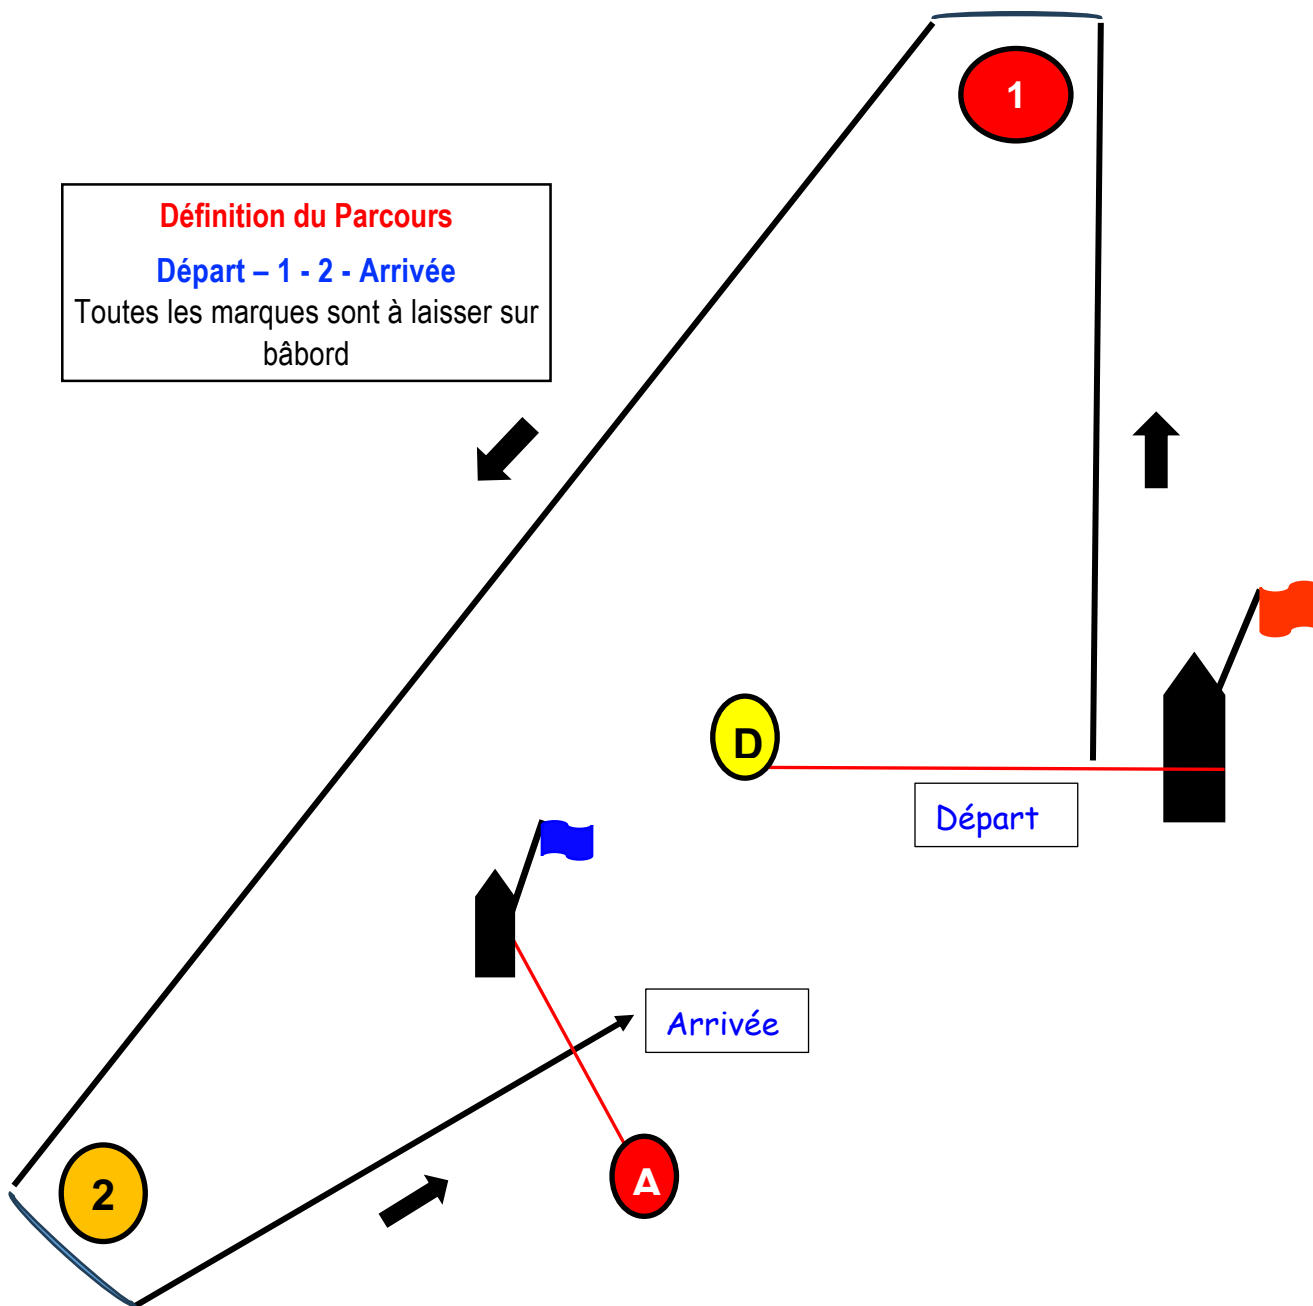 1
Définition du Parcours
Départ – 1 - 2 - Arrivée
Toutes les marques sont à laisser sur
bâbord
D
Départ
Arrivée
2
A